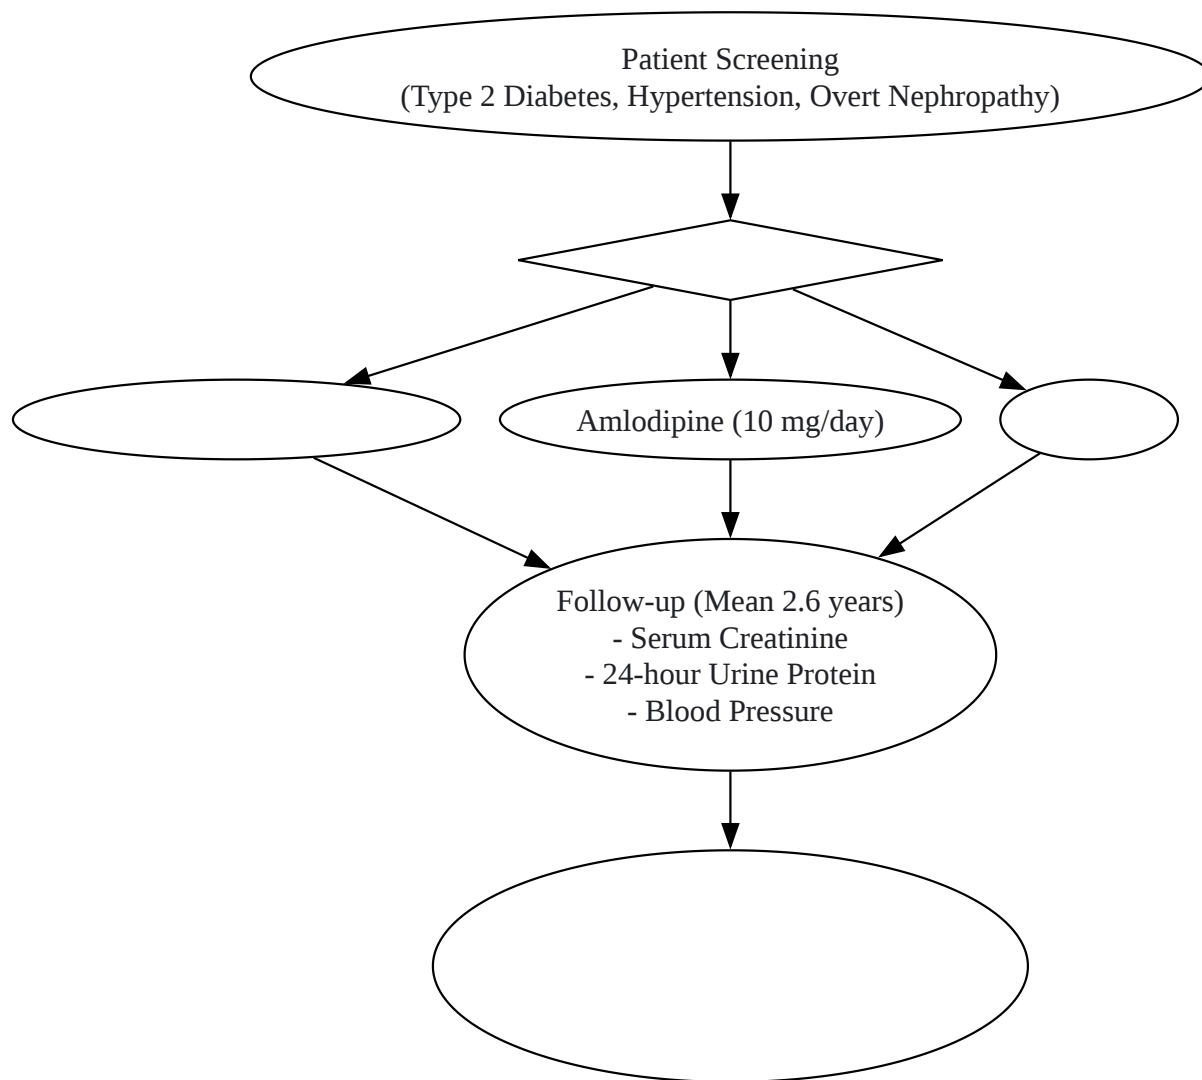 Patient Screening
(Type 2 Diabetes, Hypertension, Overt Nephropathy)
Amlodipine (10 mg/day)
Follow-up (Mean 2.6 years)
- Serum Creatinine
- 24-hour Urine Protein
- Blood Pressure